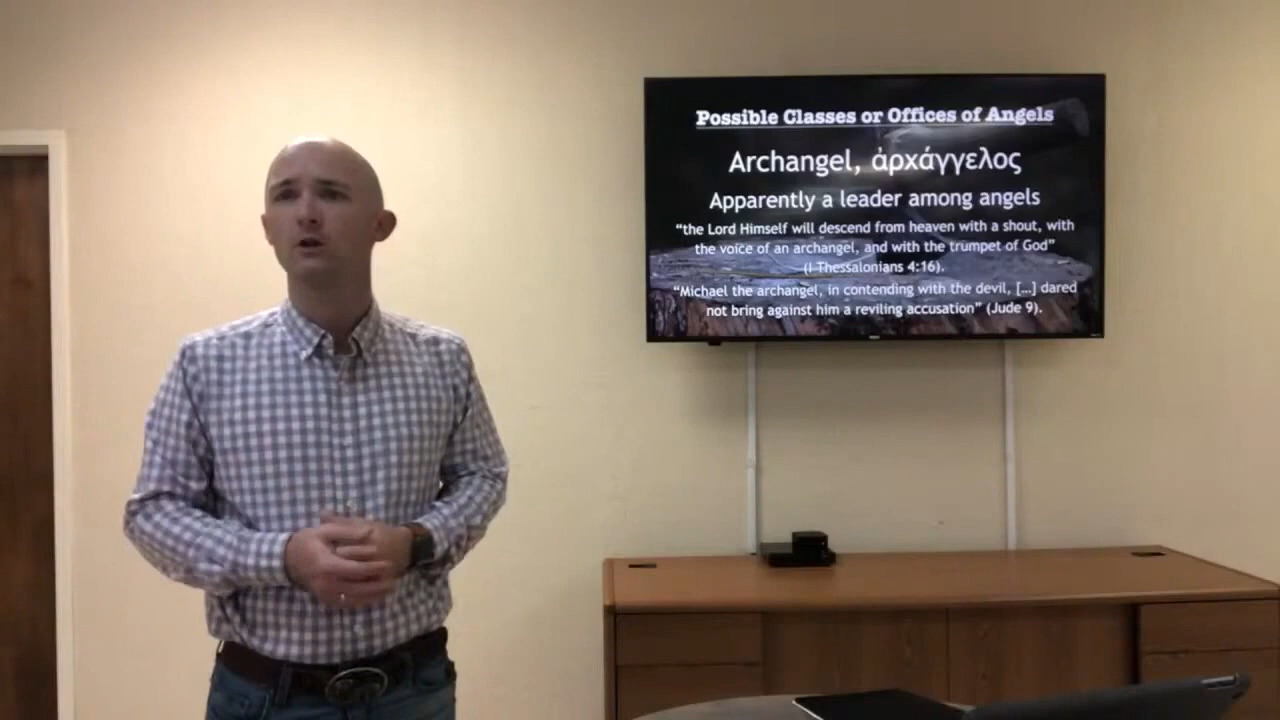 Possible Classes or Offices of Angels
Archangel, ἀρχάγγελος
Apparently a leader among angels
“the Lord Himself will descend from heaven with a shout, with
the voice of an archangel, and with the trumpet of God”
(I Thessalonians 4:16).
“Michael the archangel, in contending with the devil, […] dared
not bring against him a reviling accusation” (Jude 9).